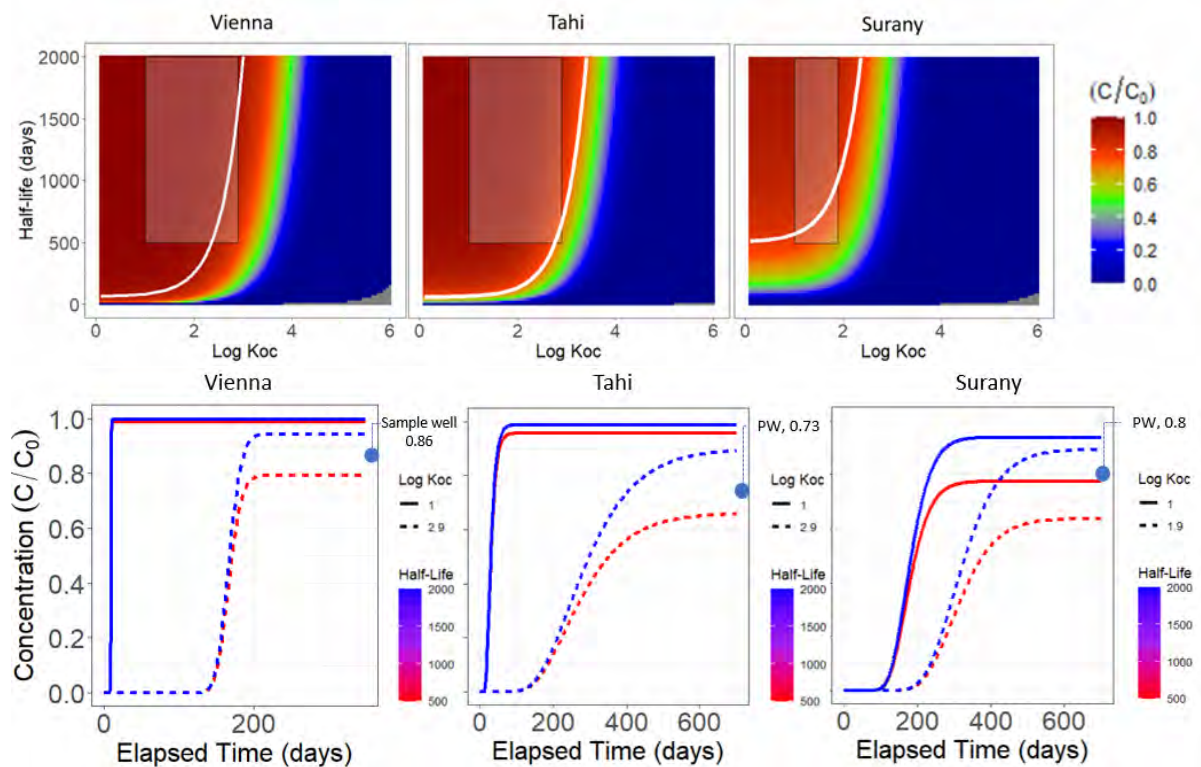 Vienna
Tahi
Surany
Half-life (days)
2000
1500
1000
500
0
0 2 4 6
Log Koc
0 2 4 6
Log Koc
0 2 4 6
Log Koc
(C/C₀)
1.0
0.8
0.6
0.4
0.2
0.0
Vienna
Tahi
Surany
Concentration (C/C₀)
1.0
0.8
0.6
0.4
0.2
0.0
0 200
Elapsed Time (days)
Sample well
0.86
Log Koc
1
2.9
Half-Life
2000
1500
1000
500
0 200 400 600
Elapsed Time (days)
PW, 0.73
Log Koc
1
2.9
Half-Life
2000
1500
1000
500
0 200 400 600
Elapsed Time (days)
PW, 0.8
Log Koc
1
1.9
Half-Life
2000
1500
1000
500